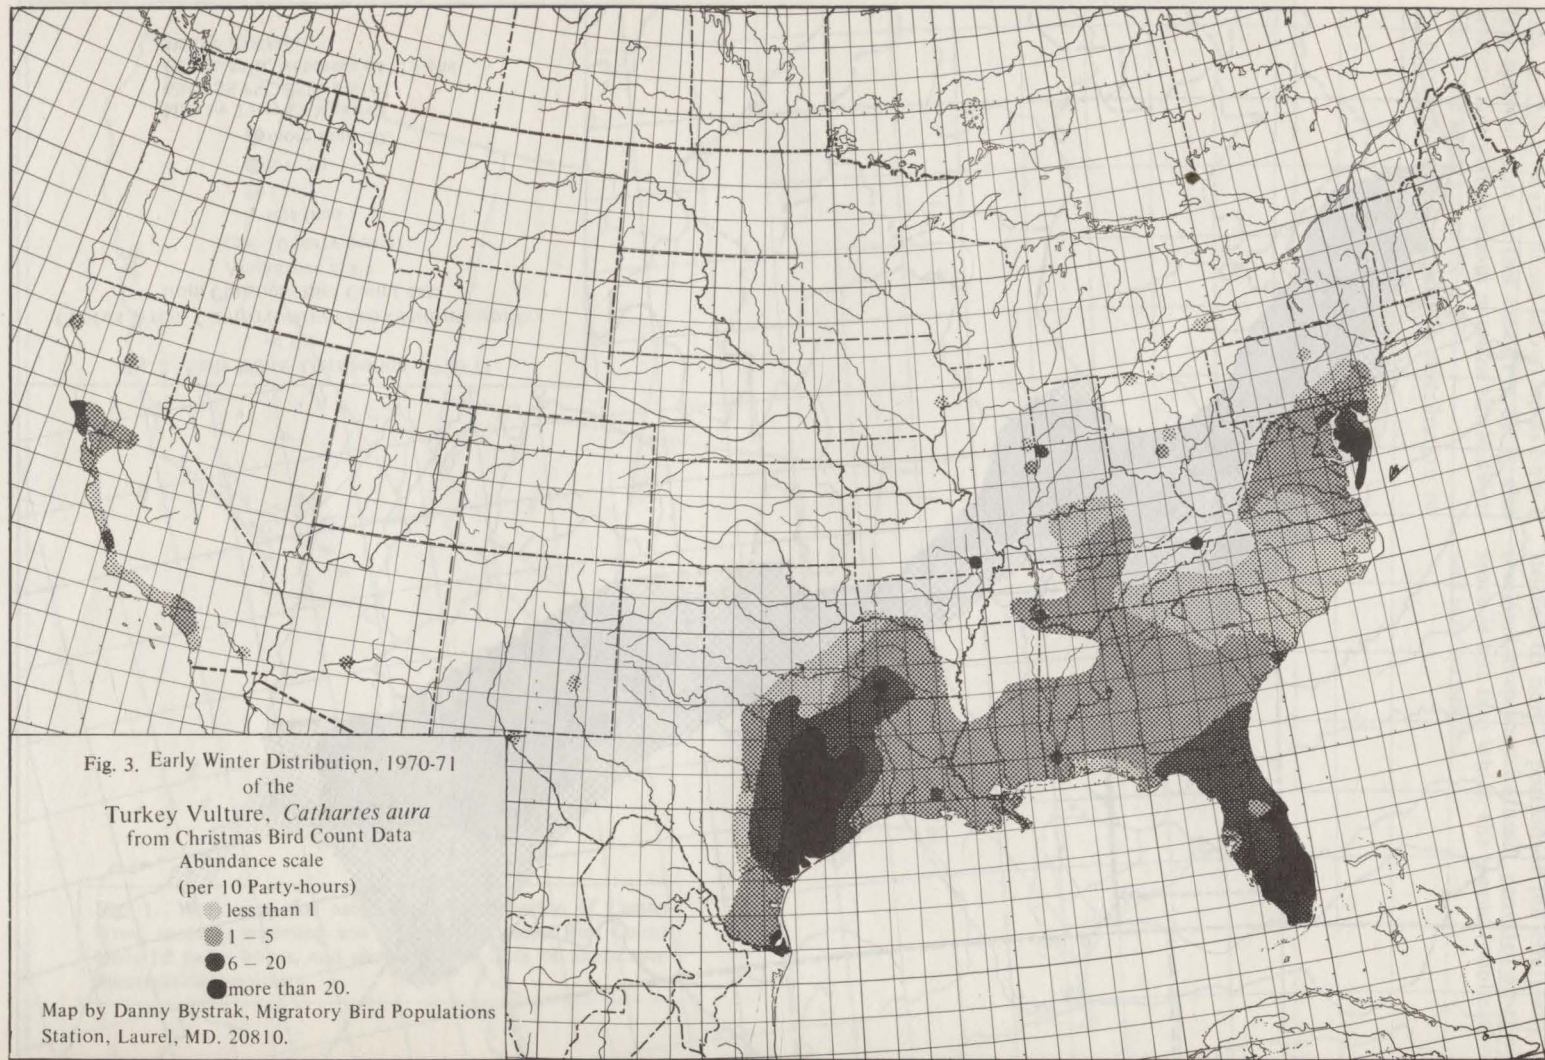 Fig. 3. Early Winter Distribution, 1970-71
of the
Turkey Vulture, Cathartes aura
from Christmas Bird Count Data
Abundance scale
(per 10 Party-hours)
less than 1
1 – 5
6 – 20
more than 20.
Map by Danny Bystrak, Migratory Bird Populations
Station, Laurel, MD. 20810.